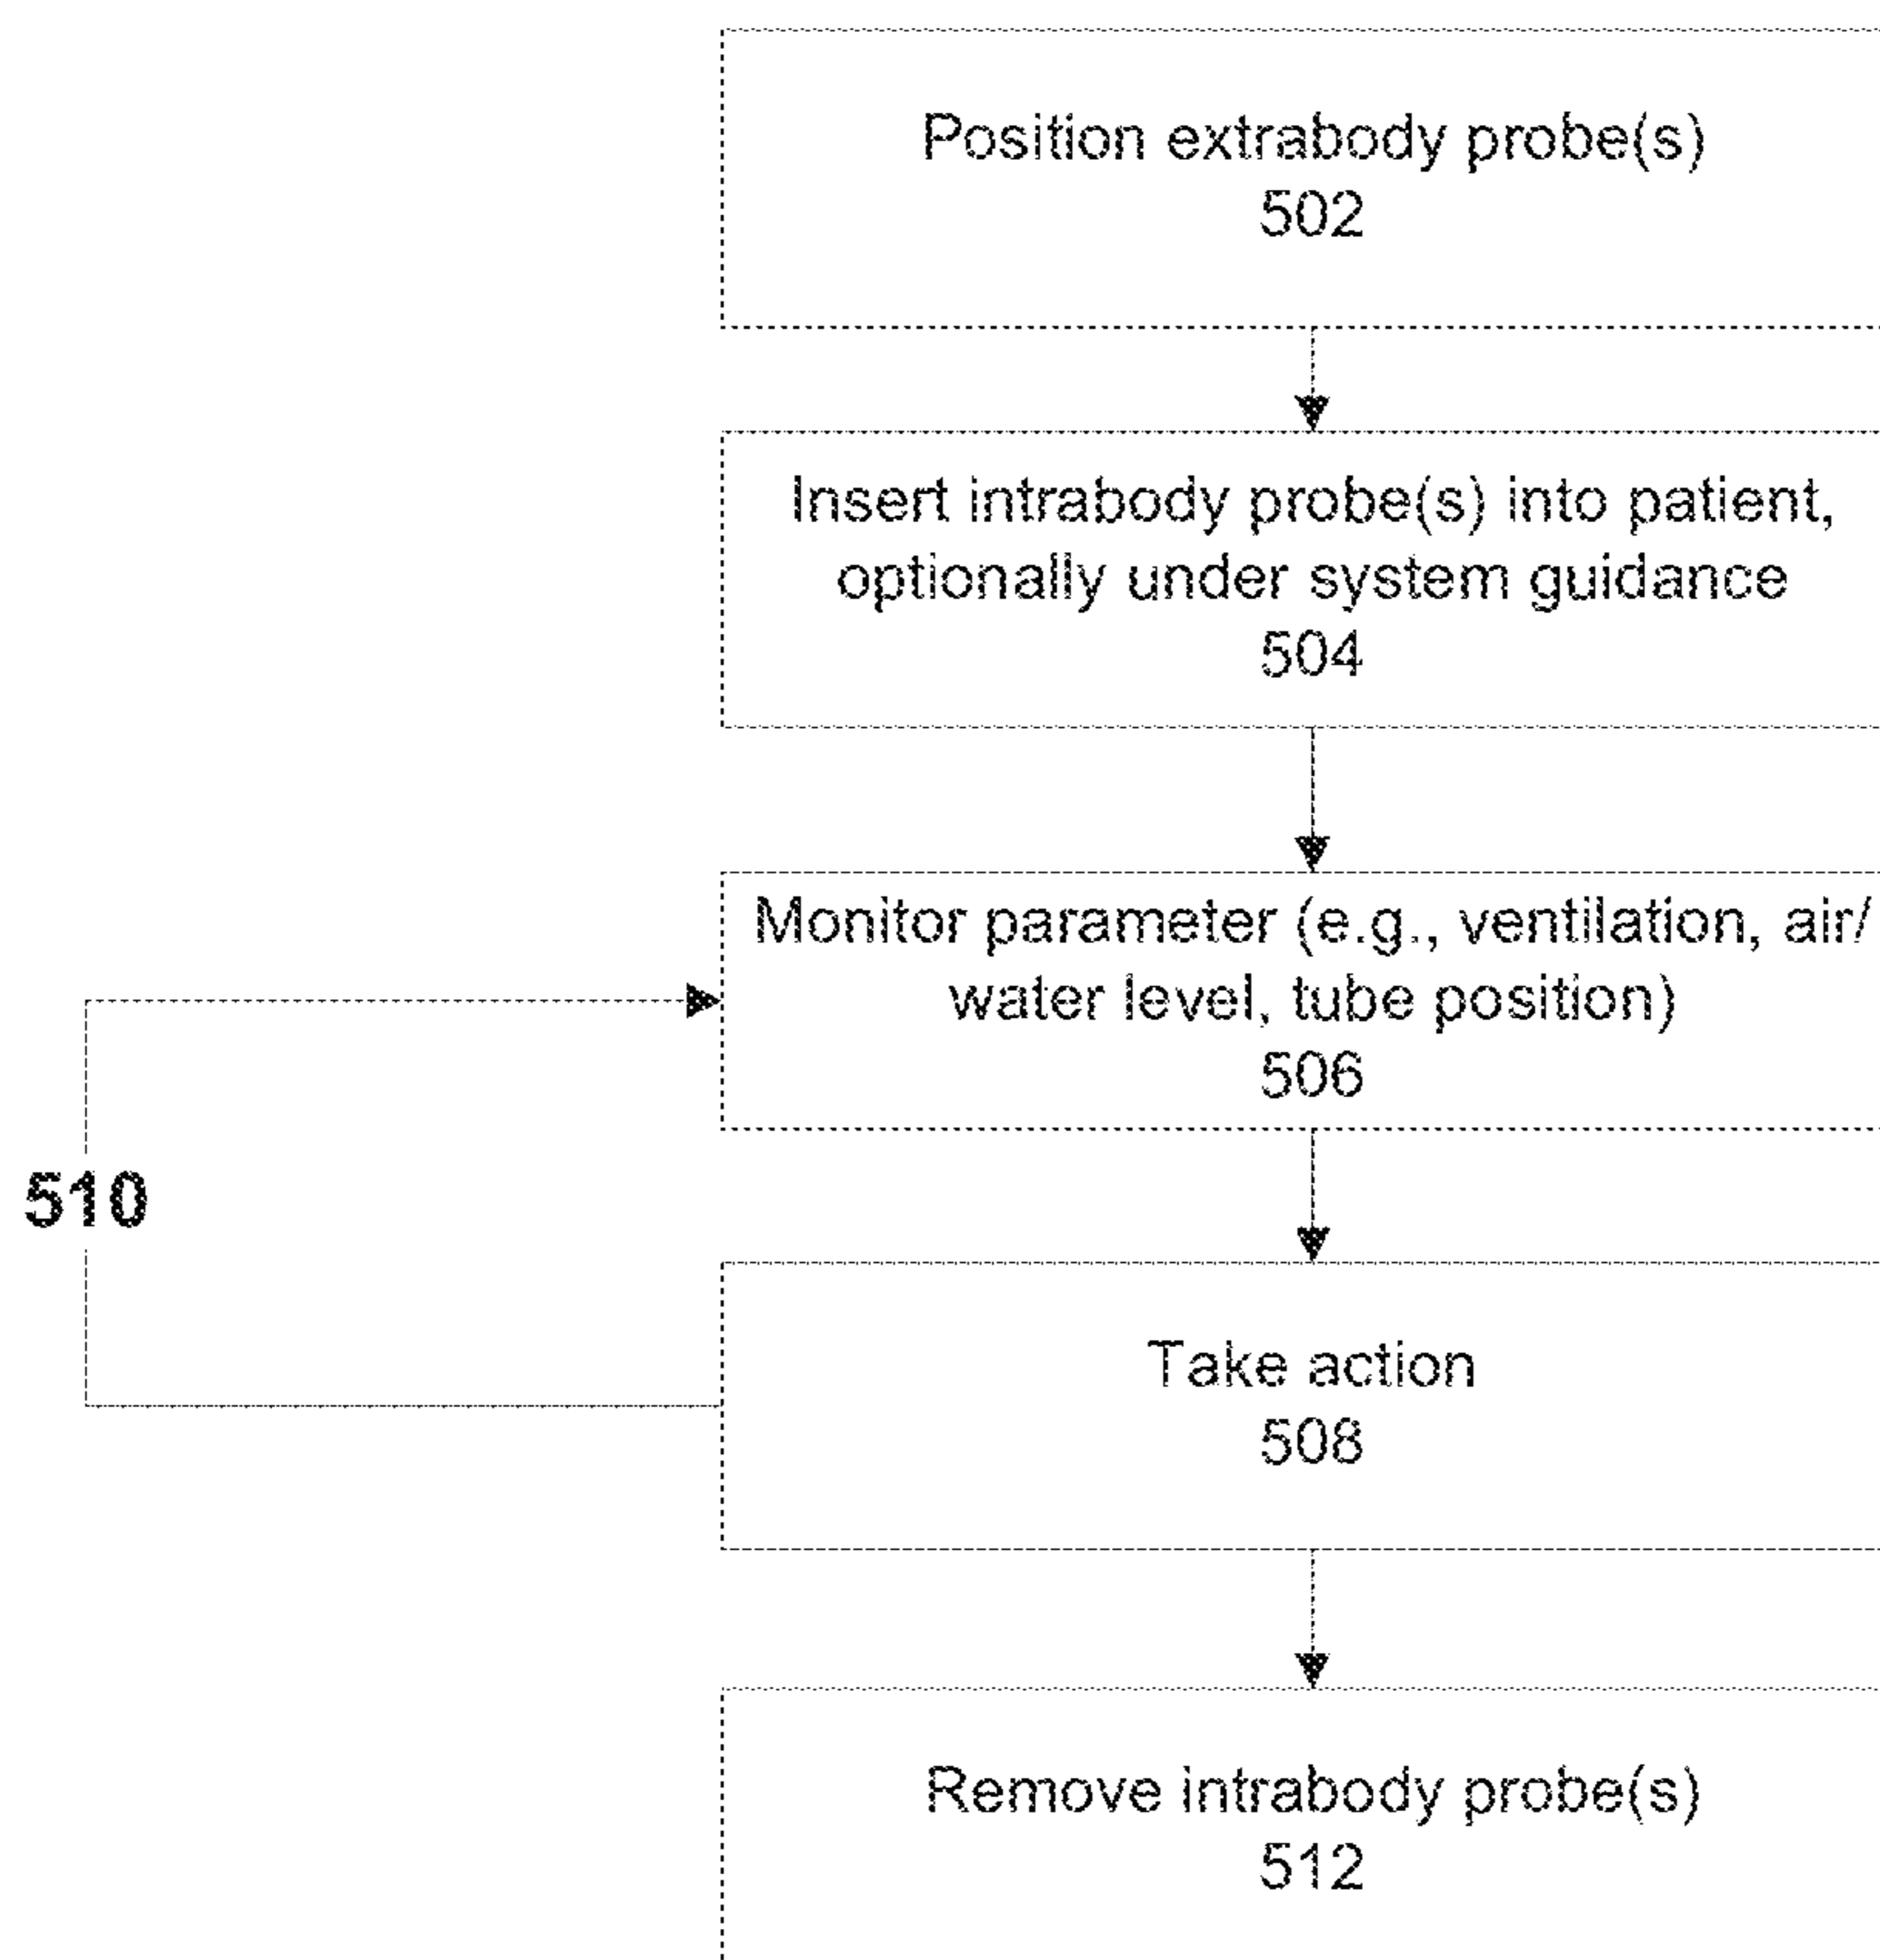 Position extrabody probe(s)
502
Insert intrabody probe(s) into patient,
optionally under system guidance
504
Monitor parameter (e.g., ventilation, air/
water level, tube position)
506
510
Take action
508
Remove intrabody probe(s)
512